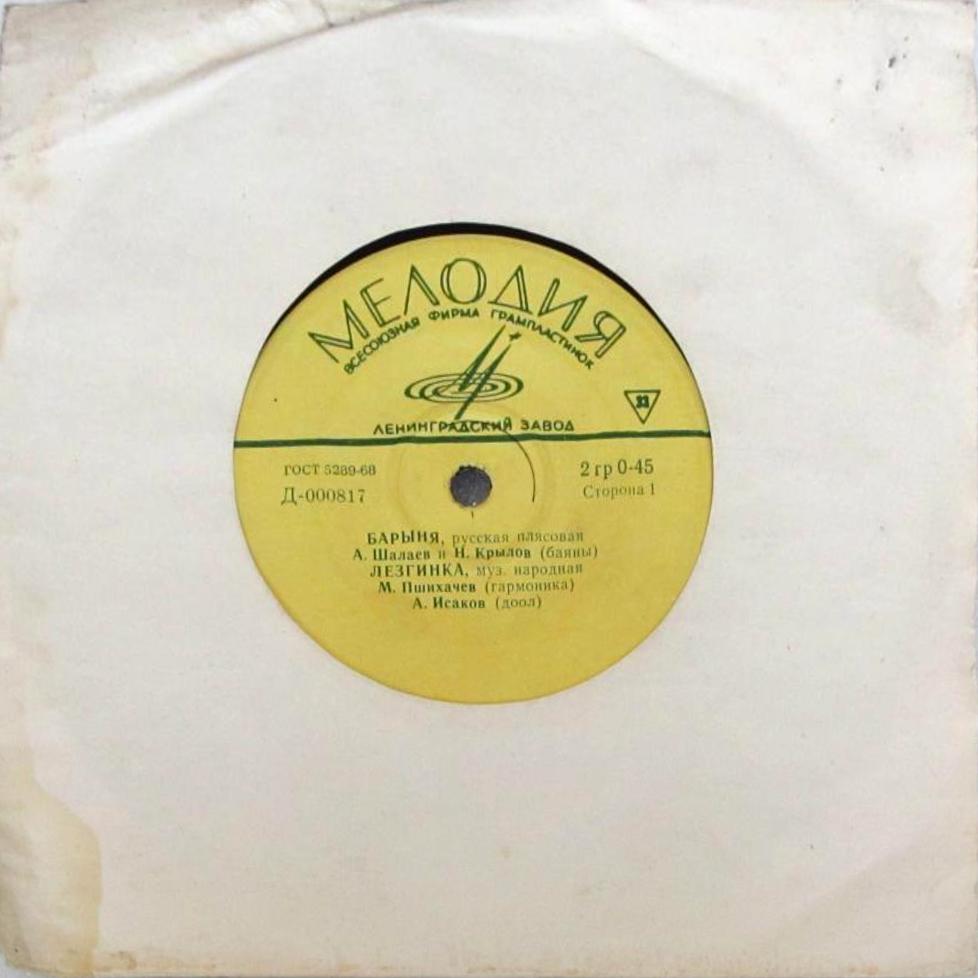 МЕЛОДИЯ
ВСЕСОЮЗНАЯ ФИРМА ГРАМПЛАСТИНОК
33
ЛЕНИНГРАДСКИЙ ЗАВОД
ГОСТ 5289-68
2 гр 0-45
Д-000817
Сторона 1
БАРЫНЯ, русская плясовая
А. Шалаев и Н. Крылов (баяны)
ЛЕЗГИНКА, муз. народная
М. Пшихачев (гармоника)
А. Исаков (доол)